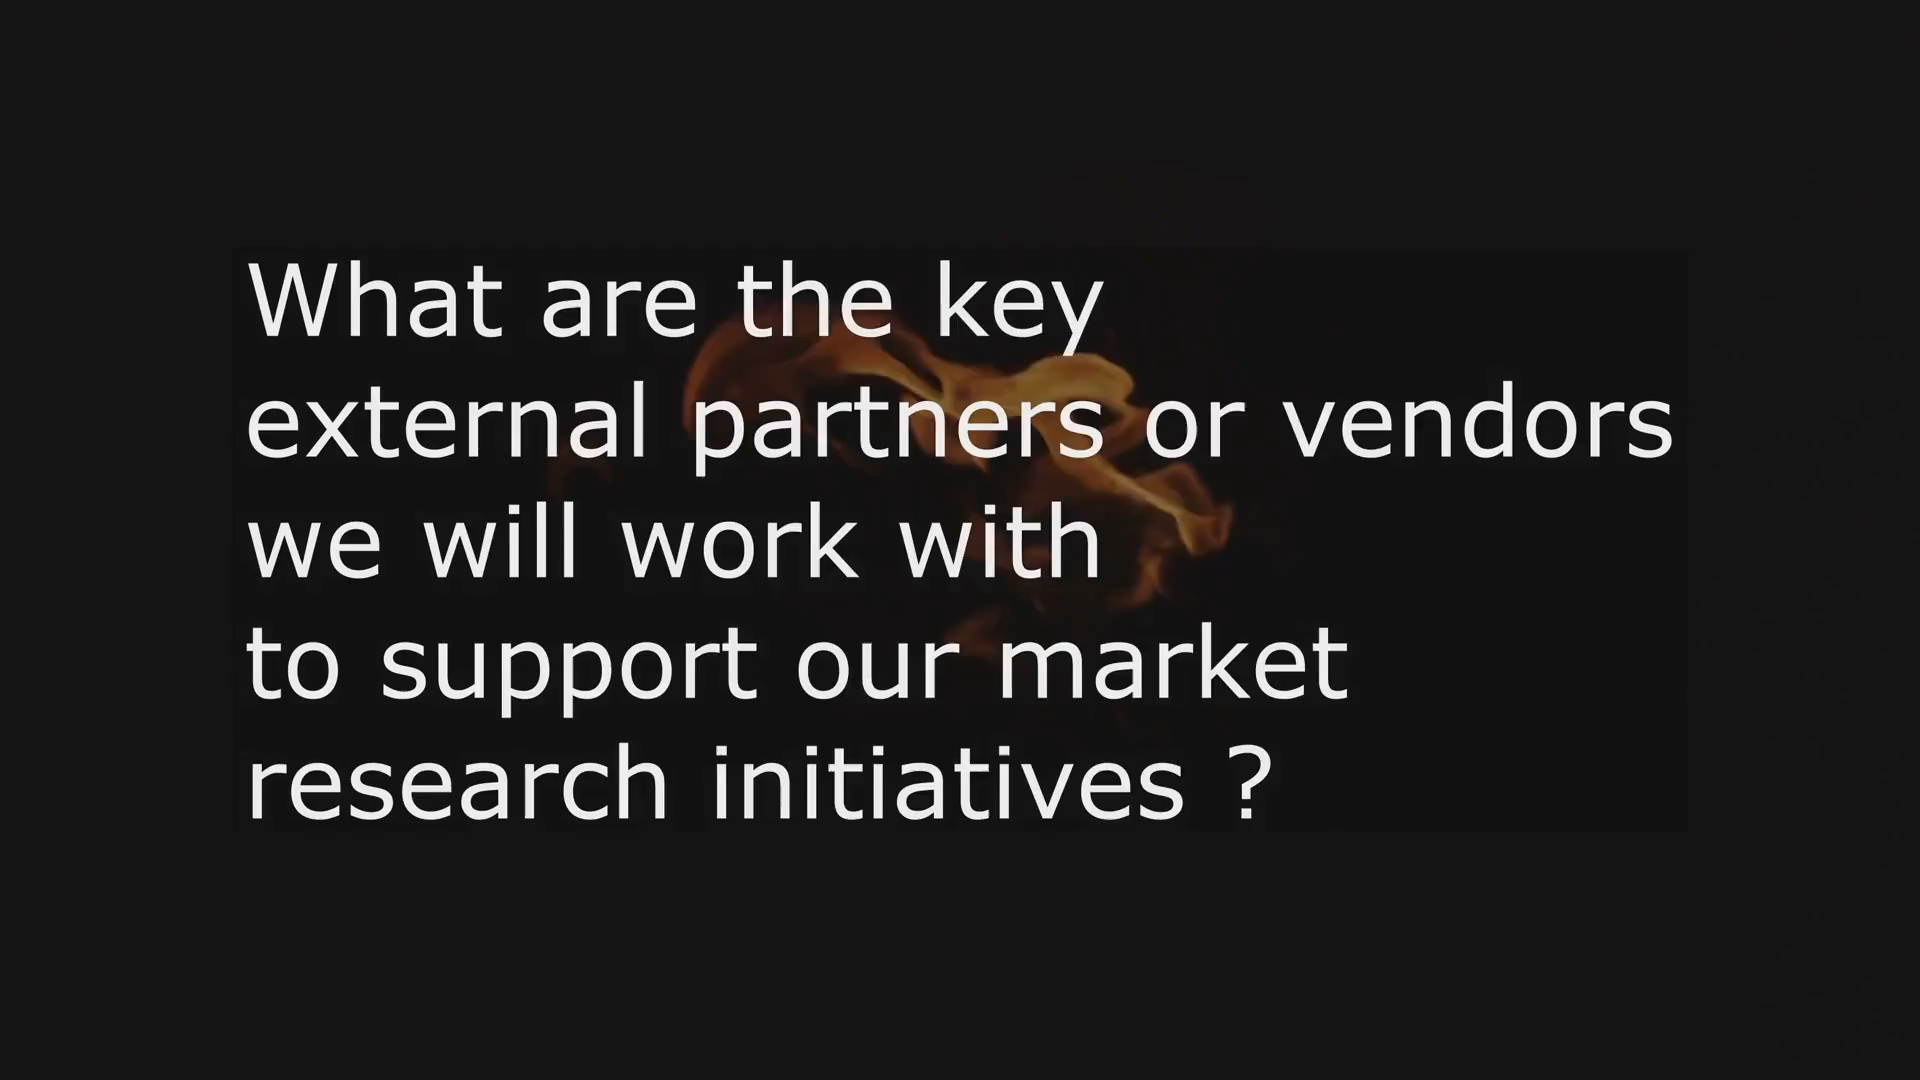 What are the key
external partners or vendors
we will work with
to support our market
research initiatives ?